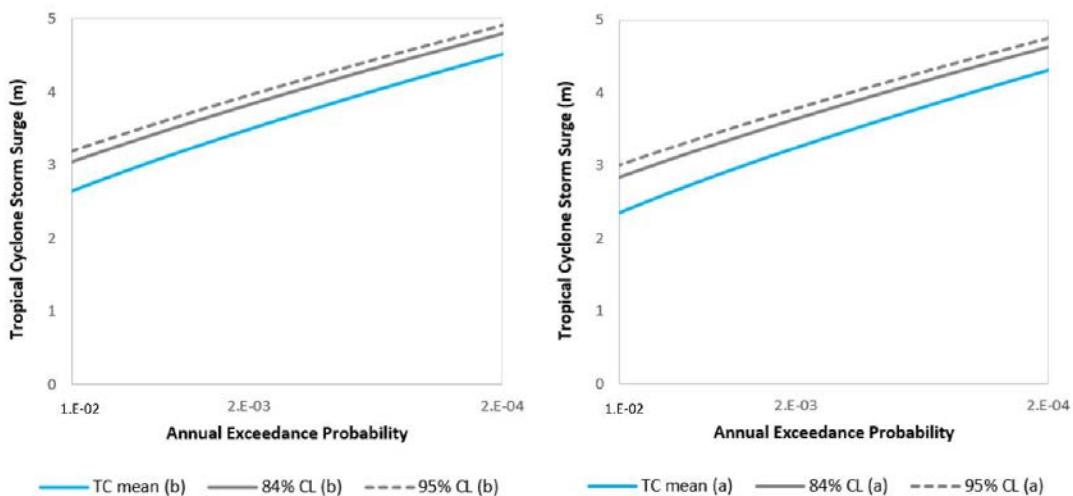 Tropical Cyclone Storm Surge (m)
5
4
3
2
1
0
1.E-02
2.E-03
2.E-04
Annual Exceedance Probability
TC mean (b)
84% CL (b)
95% CL (b)
Tropical Cyclone Storm Surge (m)
5
4
3
2
1
0
1.E-02
2.E-03
2.E-04
Annual Exceedance Probability
TC mean (a)
84% CL (a)
95% CL (a)